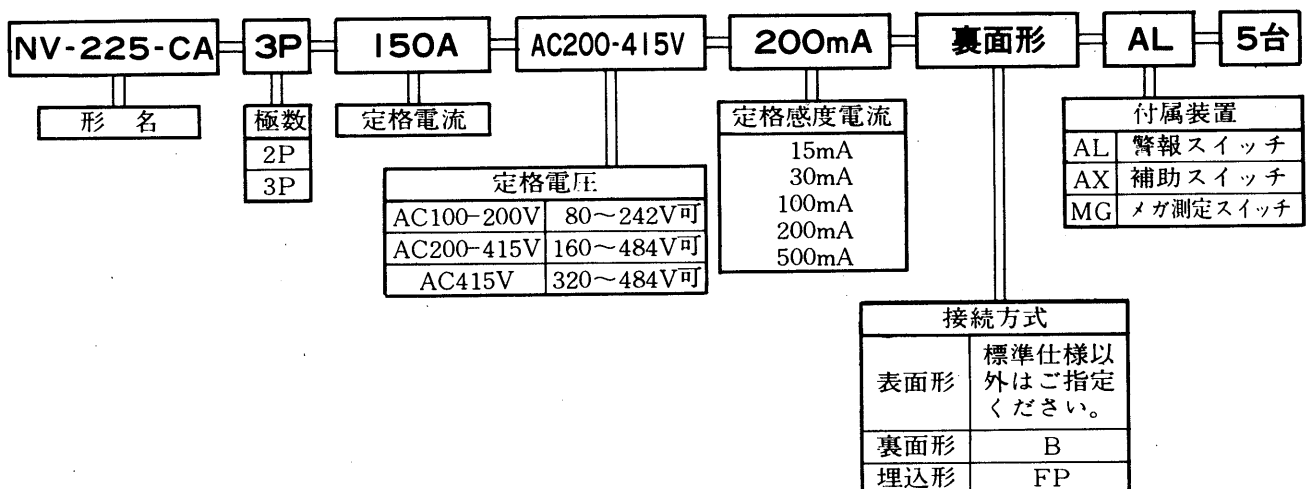 NV-225-CA 3P 150A AC200-415V 200mA 裏面形 AL 5台
形 名
極数
2P
3P
定格電流
定格電圧
AC100-200V 80～242V可
AC200-415V 160～484V可
AC415V 320～484V可
定格感度電流
15mA
30mA
100mA
200mA
500mA
接続方式
表面形 標準仕様以
外はご指定
ください。
裏面形 B
埋込形 FP
付属装置
AL 警報スイッチ
AX 補助スイッチ
MG メガ測定スイッチ